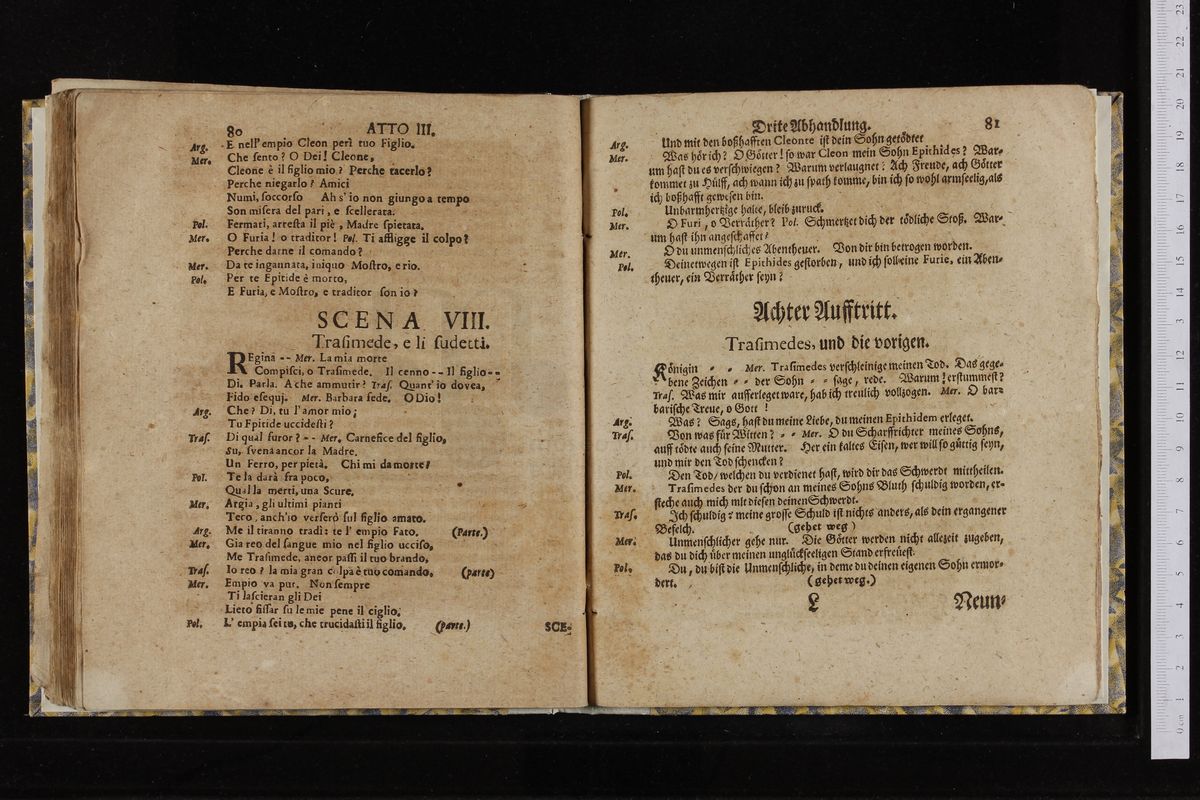 80 ATTO III.
Arg. E nell' empio Cleon perì tuo Figlio.
Mer. Che ſento? O Dei! Cleone,
Cleone è il figlio mio? Perche tacerlo?
Perche niegarlo? Amici
Numi, ſoccorſo Ah s' io non giungo a tempo
Son miſera del pari, e ſcellerata.
Pol. Fermati, arreſta il piè, Madre ſpietata.
Mer. O Furia! o traditor! Pol. Ti affligge il colpo?
Perche darne il comando?
Mer. Da te ingannata, iniquo Moſtro, e rio.
Pol. Per te Epitide è morto,
E Furia, e Moſtro, e traditor ſon io?
SCENA VIII.
Traſimede, e li ſudetti.
REgina -- Mer. La mia morte
Compiſci, o Traſimede. Il cenno -- Il figlio --
Di. Parla. A che ammutir? Traſ. Quant' io dovea,
Fido eſequj. Mer. Barbara fede. O Dio!
Arg. Che? Di, tu l' amor mio;
Tu Fpitide uccideſti?
Traſ. Di qual furor? -- Mer. Carnefice del figlio,
Su, ſvena ancor la Madre.
Un Ferro, per pietà. Chi mi da morte?
Pol. Te la darà fra poco,
Qual la merti, una Scure.
Mer. Argia, gli ultimi pianti
Teco, anch' io verſerò ſul figlio amato.
Arg. Me il tiranno tradì: te l' empio Fato. (Parte.)
Mer. Gia reo del ſangue mio nel figlio ucciſo,
Me Traſimede, ancor paſſi il tuo brando,
Traſ. Io reo? la mia gran colpa è tuo comando, (parte)
Mer. Empio va pur. Non ſempre
Ti laſcieran gli Dei
Lieto fiſſar ſu le mie pene il ciglio.
Pol. L' empia ſei tu, che trucidaſti il figlio. (Parte.)
SCE-
Drite Abhandlung. 81
Arg. Und mit den boßhafften Cleonte iſt dein Sohn getödtet
Mer. Was hör ich? O Götter! ſo war Cleon mein Sohn Epithides? War-
um haſt du es verſchwiegen? Warum verlaugnet? Ach Freude, ach Götter
kommet zu Hülff, ach wann ich zu ſpath komme, bin ich ſo wohl armſeelig, als
ich boßhafft geweſen bin.
Pol. Unbarmhertzige halte, bleib zuruck.
Mer. O Furi, o Verräther? Pol. Schmertzet dich der tödliche Stoß. War-
um haſt ihn angeſchaffet?
Mer. O du unmenſchliches Abentheuer. Von dir bin betrogen worden.
Pol. Deinetwegen iſt Epithides geſtorben, und ich ſoll eine Furie, ein Aben-
theuer, ein Verräther ſeyn?
Achter Aufftritt.
Traſimedes, und die vorigen.
Königin - - Mer. Traſimedes verſchleinige meinen Tod. Das gege-
bene Zeichen - - der Sohn - - ſage, rede. Warum! erſtummeſt?
Traſ. Was mir aufferleget ware, hab ich treulich vollzogen. Mer. O bar-
bariſche Treue, o Gott!
Arg. Was? Sags, haſt du meine Liebe, du meinen Epithidem erleget.
Traſ. Von was für Wüten? - - Mer. O du Scharffrichter meines Sohns,
auff tödte auch ſeine Mutter. Her ein kaltes Eiſen, wer will ſo güttig ſeyn,
und mir den Tod ſchencken?
Pol. Den Tod/ welchen du verdienet haſt, wird dir das Schwerdt mittheilen.
Mer. Traſimedes der du ſchon an meines Sohns Bluth ſchuldig worden, er-
ſteche auch mich mit dieſen deinen Schwerdt.
Traſ. Ich ſchuldig? meine groſſe Schuld iſt nichts anders, als dein ergangener
Befelch. (gehet weg)
Mer. Unmenſchlicher gehe nur. Die Götter werden nicht allezeit zugeben,
das du dich über meinen unglückſeeligen Stand erfreueſt.
Pol. Du, du biſt die Unmenſchliche, in deme du deinen eigenen Sohn ermor-
dert. (gehet weg.)
L Neun-